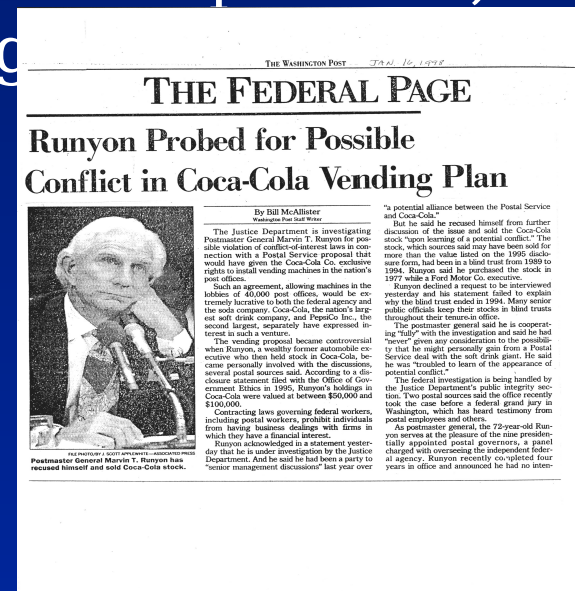 THE WASHINGTON POST JAN. 16, 1998
THE FEDERAL PAGE
Runyon Probed for Possible
Conflict in Coca-Cola Vending Plan
FILE PHOTO/BY J. SCOTT APPLEWHITE—ASSOCIATED PRESS
Postmaster General Marvin T. Runyon has
recused himself and sold Coca-Cola stock.
By Bill McAllister
Washington Post Staff Writer
The Justice Department is investigating
Postmaster General Marvin T. Runyon for pos-
sible violation of conflict-of-interest laws in con-
nection with a Postal Service proposal that
would have given the Coca-Cola Co. exclusive
rights to install vending machines in the nation's
post offices.
Such an agreement, allowing machines in the
lobbies of 40,000 post offices, would be ex-
tremely lucrative to both the federal agency and
the soda company. Coca-Cola, the nation's larg-
est soft drink company, and PepsiCo Inc., the
second largest, separately have expressed in-
terest in such a venture.
The vending proposal became controversial
when Runyon, a wealthy former automobile ex-
ecutive who then held stock in Coca-Cola, be-
came personally involved with the discussions,
several postal sources said. According to a dis-
closure statement filed with the Office of Gov-
ernment Ethics in 1995, Runyon's holdings in
Coca-Cola were valued at between $50,000 and
$100,000.
Contracting laws governing federal workers,
including postal workers, prohibit individuals
from having business dealings with firms in
which they have a financial interest.
Runyon acknowledged in a statement yester-
day that he is under investigation by the Justice
Department. And he said he had been a party to
"senior management discussions" last year over
"a potential alliance between the Postal Service
and Coca-Cola."
But he said he recused himself from further
discussion of the issue and sold the Coca-Cola
stock "upon learning of a potential conflict." The
stock, which sources said may have been sold for
more than the value listed on the 1995 disclo-
sure form, had been in a blind trust from 1989 to
1994. Runyon said he purchased the stock in
1977 while a Ford Motor Co. executive.
Runyon declined a request to be interviewed
yesterday and his statement failed to explain
why the blind trust ended in 1994. Many senior
public officials keep their stocks in blind trusts
throughout their tenure in office.
The postmaster general said he is cooperat-
ing "fully" with the investigation and said he had
"never" given any consideration to the possibili-
ty that he might personally gain from a Postal
Service deal with the soft drink giant. He said
he was "troubled to learn of the appearance of
potential conflict."
The federal investigation is being handled by
the Justice Department's public integrity sec-
tion. Two postal sources said the office recently
took the case before a federal grand jury in
Washington, which has heard testimony from
postal employees and others.
As postmaster general, the 72-year-old Run-
yon serves at the pleasure of the nine presiden-
tially appointed postal governors, a panel
charged with overseeing the independent feder-
al agency. Runyon recently completed four
years in office and announced he had no inten-